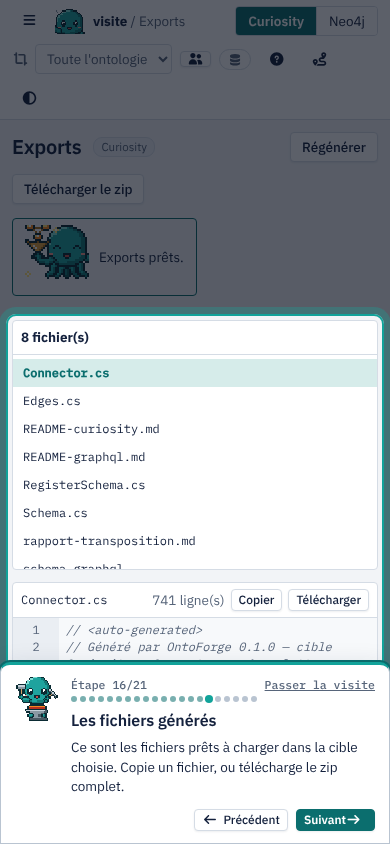 visite / Exports
Curiosity
Neo4j
Toute l'ontologie
Exports
Curiosity
Régénérer
Télécharger le zip
Exports prêts.
8 fichier(s)
Connector.cs
Edges.cs
README-curiosity.md
README-graphql.md
RegisterSchema.cs
Schema.cs
rapport-transposition.md
schema.graphql
Connector.cs
741 ligne(s)
Copier
Télécharger
1 // <auto-generated>
2 // Généré par OntoForge 0.1.0 — cible
Étape 16/21
Passer la visite
Les fichiers générés
Ce sont les fichiers prêts à charger dans la cible
choisie. Copie un fichier, ou télécharge le zip
complet.
← Précédent
Suivant→